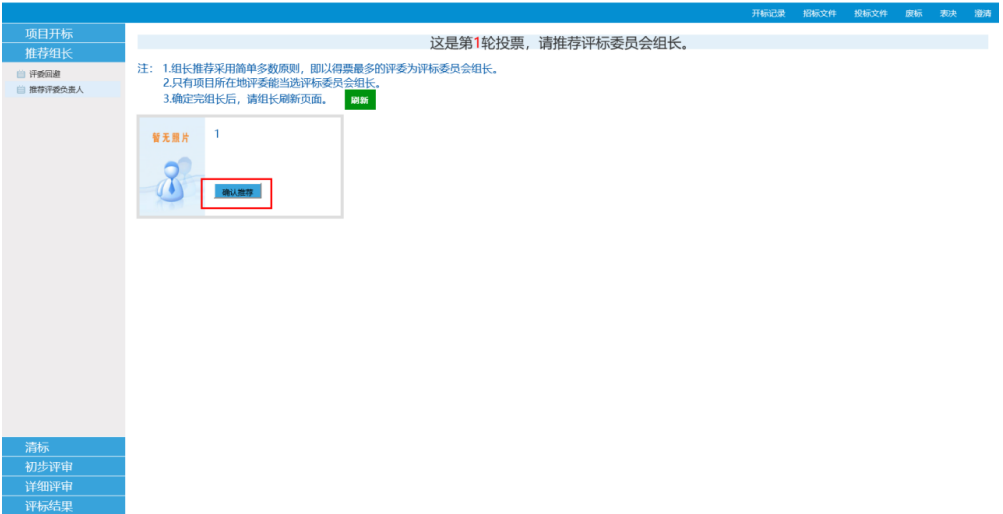 开标记录 招标文件 投标文件 废标 表决 澄清
项目开标
推荐组长
评委回避
推荐评委负责人
这是第1轮投票，请推荐评标委员会组长。
注： 1.组长推荐采用简单多数原则，即以得票最多的评委为评标委员会组长。
2.只有项目所在地评委能当选评标委员会组长。
3.确定完组长后，请组长刷新页面。 刷新
暂无照片
1
确认推荐
清标
初步评审
详细评审
评标结果